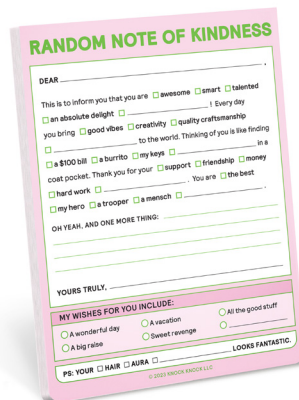 RANDOM NOTE OF KINDNESS
DEAR ,
This is to inform you that you are awesome smart talented
an absolute delight ! Every day
you bring good vibes creativity quality craftsmanship
to the world. Thinking of you is like finding
a $100 bill a burrito my keys in a
coat pocket. Thank you for your support friendship money
hard work . You are the best
my hero a trooper a mensch .
OH YEAH, AND ONE MORE THING:
YOURS TRULY,
MY WISHES FOR YOU INCLUDE:
A wonderful day A vacation All the good stuff
A big raise Sweet revenge
PS: YOUR HAIR AURA LOOKS FANTASTIC.
© 2023 KNOCK KNOCK LLC